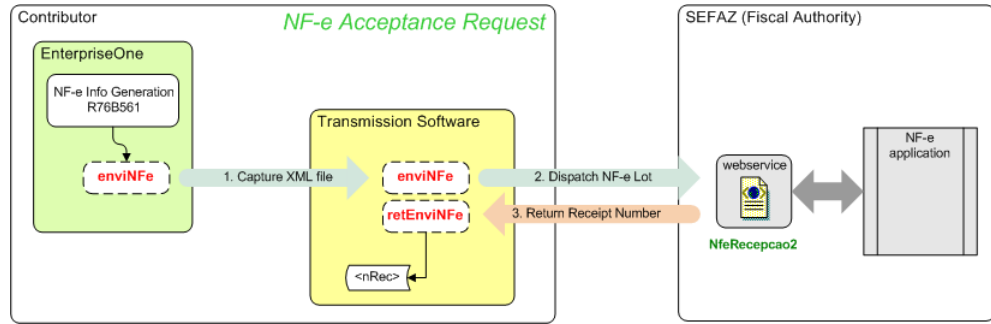 Contributor
NF-e Acceptance Request
SEFAZ (Fiscal Authority)
EnterpriseOne
NF-e Info Generation
R76B561
enviNFe
1. Capture XML file
Transmission Software
enviNFe
2. Dispatch NF-e Lot
retEnviNFe
3. Return Receipt Number
<nRec>
webservice
NfeRecepcao2
NF-e
application